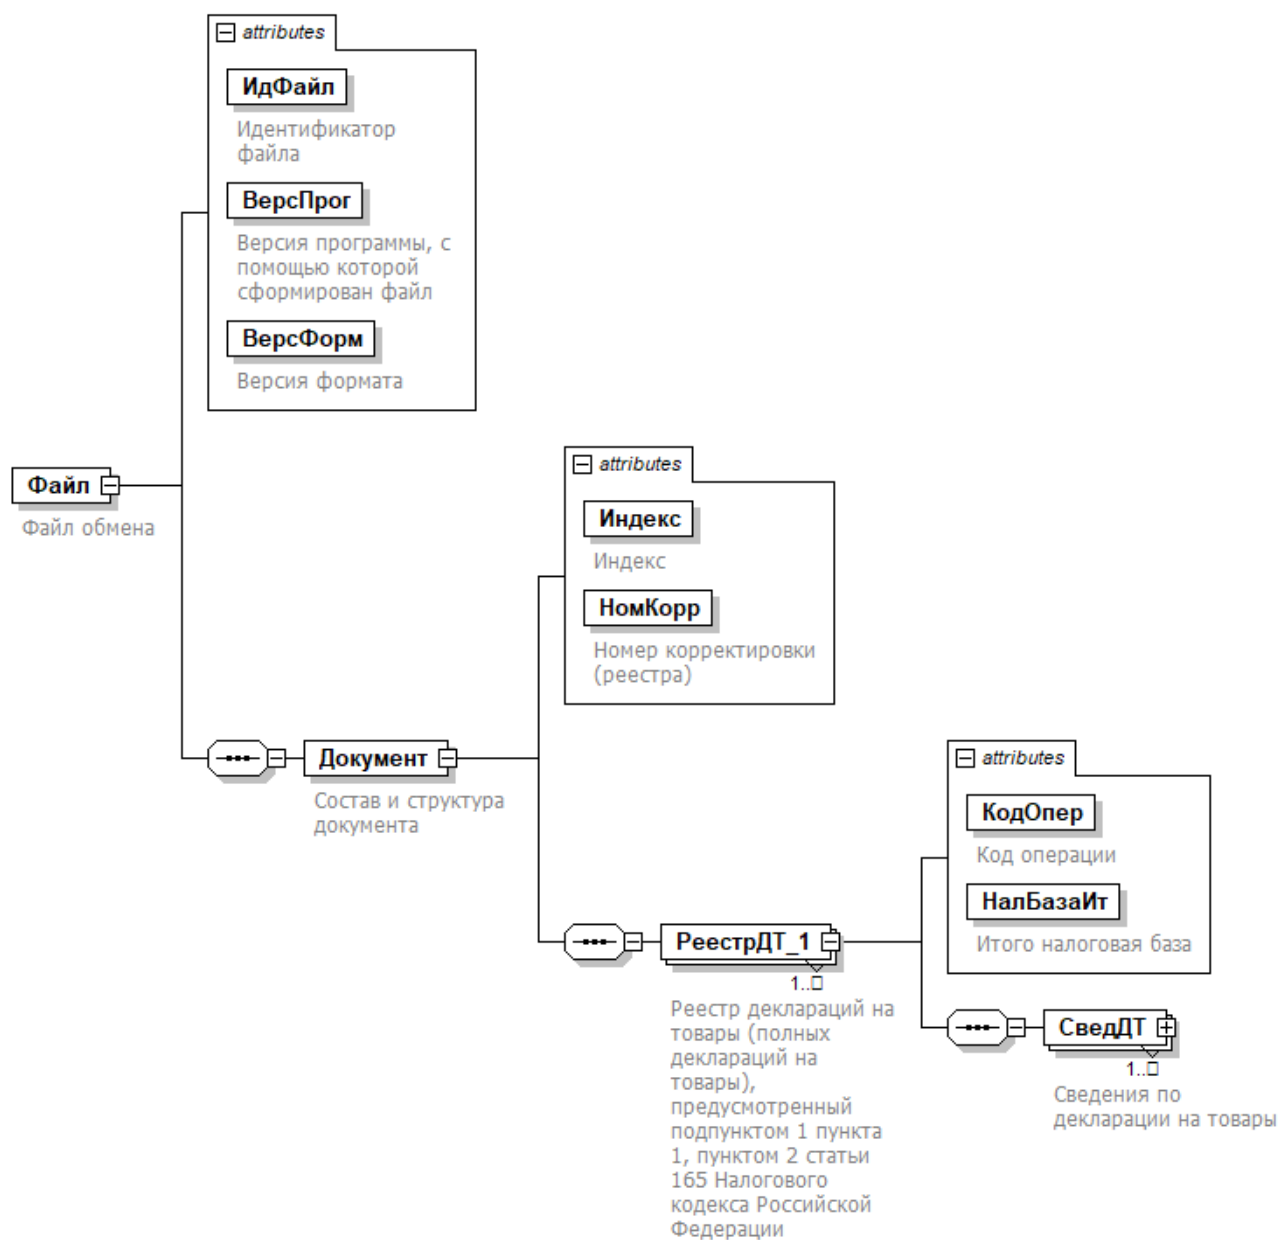 attributes
ИдФайл
Идентификатор
файла
ВерсПрог
Версия программы, с
помощью которой
сформирован файл
ВерсФорм
Версия формата
Файл
Файл обмена
attributes
Индекс
Индекс
НомКорр
Номер корректировки
(реестра)
Документ
Состав и структура
документа
attributes
КодОпер
Код операции
НалБазаИт
Итого налоговая база
РеестрДТ_1
1..□
Реестр деклараций на
товары (полных
деклараций на
товары),
предусмотренный
подпунктом 1 пункта
1, пунктом 2 статьи
165 Налогового
кодекса Российской
Федерации
СведДТ
1..□
Сведения по
декларации на товары